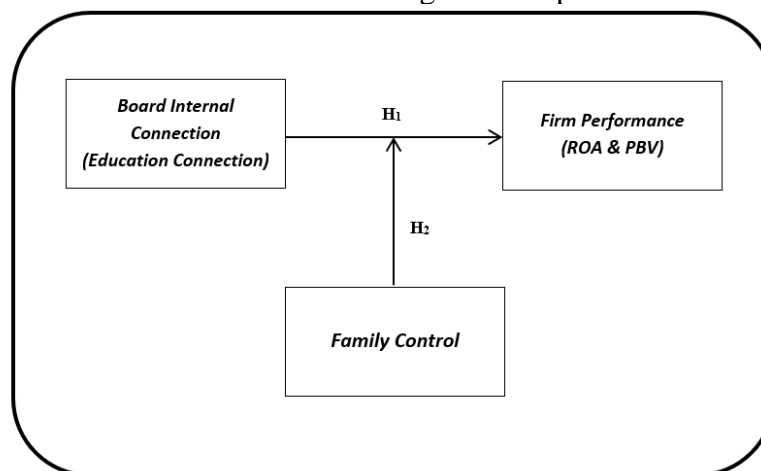 Board Internal
Connection
(Education Connection)
H1
Firm Performance
(ROA & PBV)
H2
Family Control